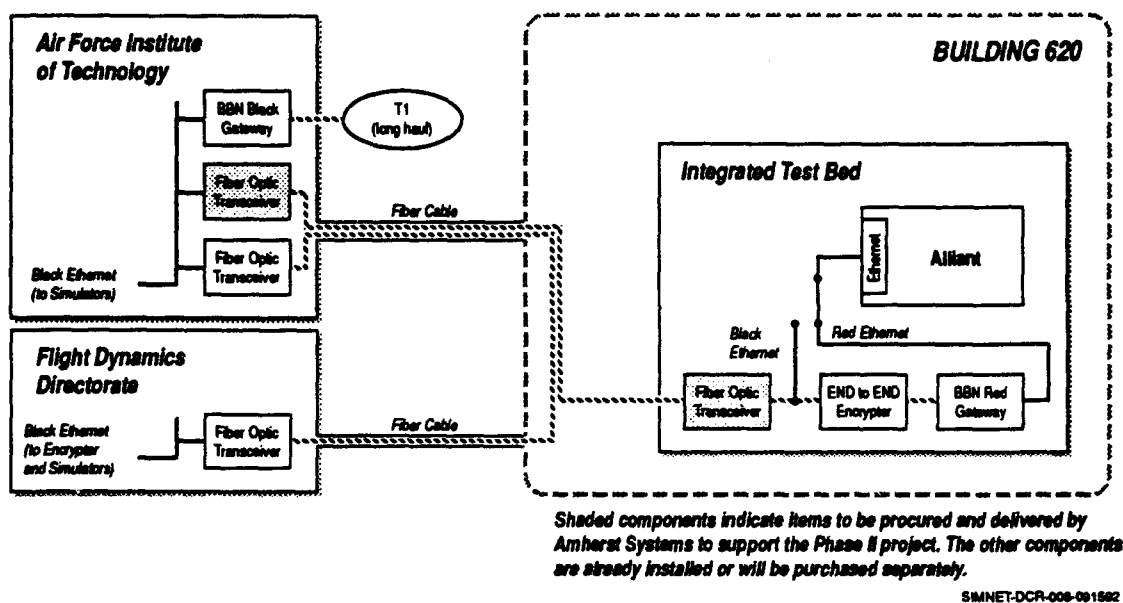 Air Force Institute
of Technology
BBN Black
Gateway
T1
(long haul)
Fiber Optic
Transceiver
Fiber Optic
Transceiver
Black Ethernet
(to Simulators)
Fiber Cable
Flight Dynamics
Directorate
Black Ethernet
(to Encrypter
and Simulators)
Fiber Optic
Transceiver
Fiber Cable
BUILDING 620
Integrated Test Bed
Ethernet
Alliant
Black
Ethernet
Red Ethernet
Fiber Optic
Transceiver
END to END
Encrypter
BBN Red
Gateway
Shaded components indicate items to be procured and delivered by
Amherst Systems to support the Phase II project. The other components
are already installed or will be purchased separately.
SIMNET-DCR-008-091592